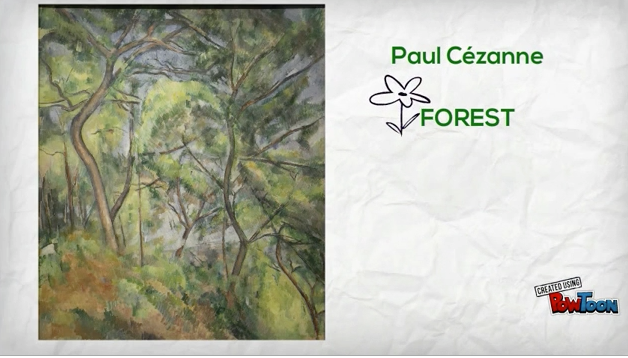 Paul Cézanne
FOREST
CREATED USING
POWTOON